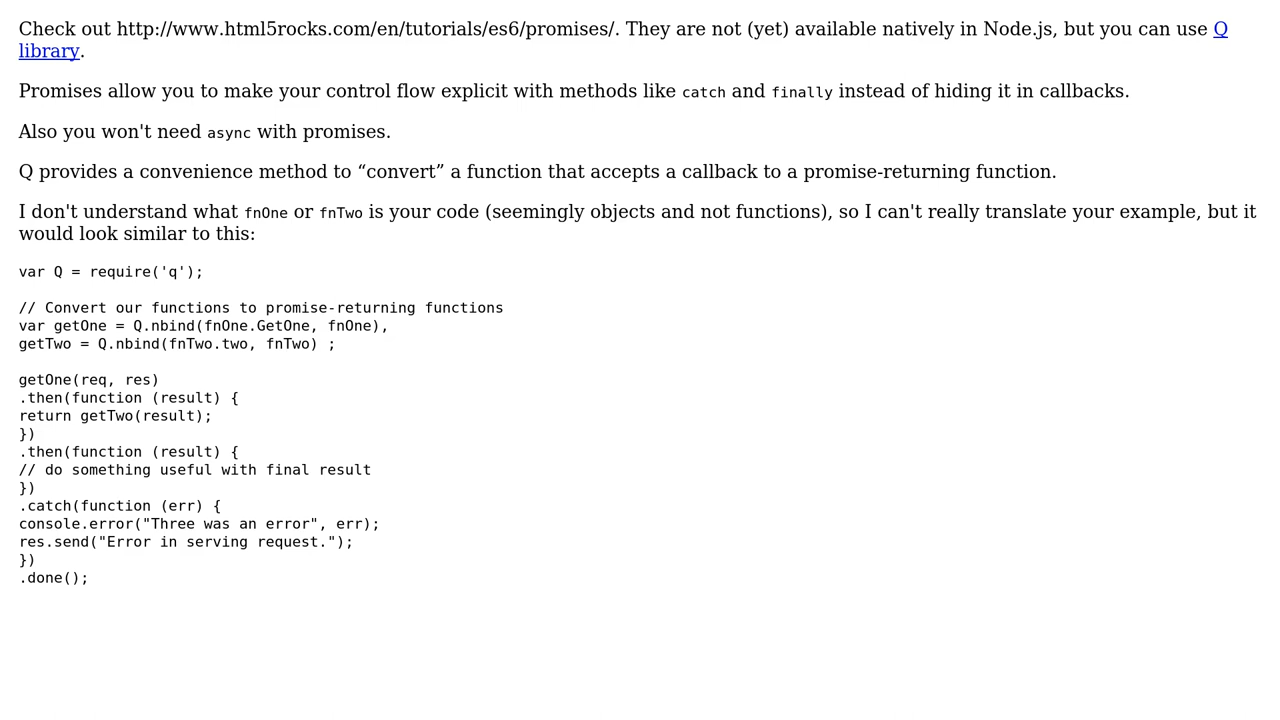 Check out http://www.html5rocks.com/en/tutorials/es6/promises/. They are not (yet) available natively in Node.js, but you can use Q
library.
Promises allow you to make your control flow explicit with methods like catch and finally instead of hiding it in callbacks.
Also you won't need async with promises.
Q provides a convenience method to “convert” a function that accepts a callback to a promise-returning function.
I don't understand what fnOne or fnTwo is your code (seemingly objects and not functions), so I can't really translate your example, but it
would look similar to this:
var Q = require('q');
// Convert our functions to promise-returning functions
var getOne = Q.nbind(fnOne.GetOne, fnOne),
getTwo = Q.nbind(fnTwo.two, fnTwo) ;
getOne(req, res)
.then(function (result) {
return getTwo(result);
})
.then(function (result) {
// do something useful with final result
})
.catch(function (err) {
console.error("Three was an error", err);
res.send("Error in serving request.");
})
.done();